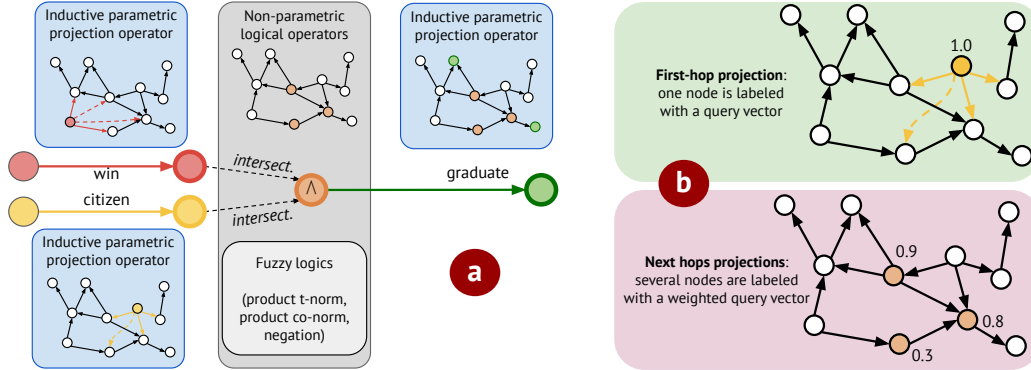 Inductive parametric
projection operator
Non-parametric
logical operators
Inductive parametric
projection operator
win
citizen
intersect.
intersect.
∧
graduate
Inductive parametric
projection operator
Fuzzy logics
(product t-norm,
product co-norm,
negation)
a
1.0
First-hop projection:
one node is labeled
with a query vector
b
Next hops projections:
several nodes are labeled
with a weighted query vector
0.9
0.8
0.3